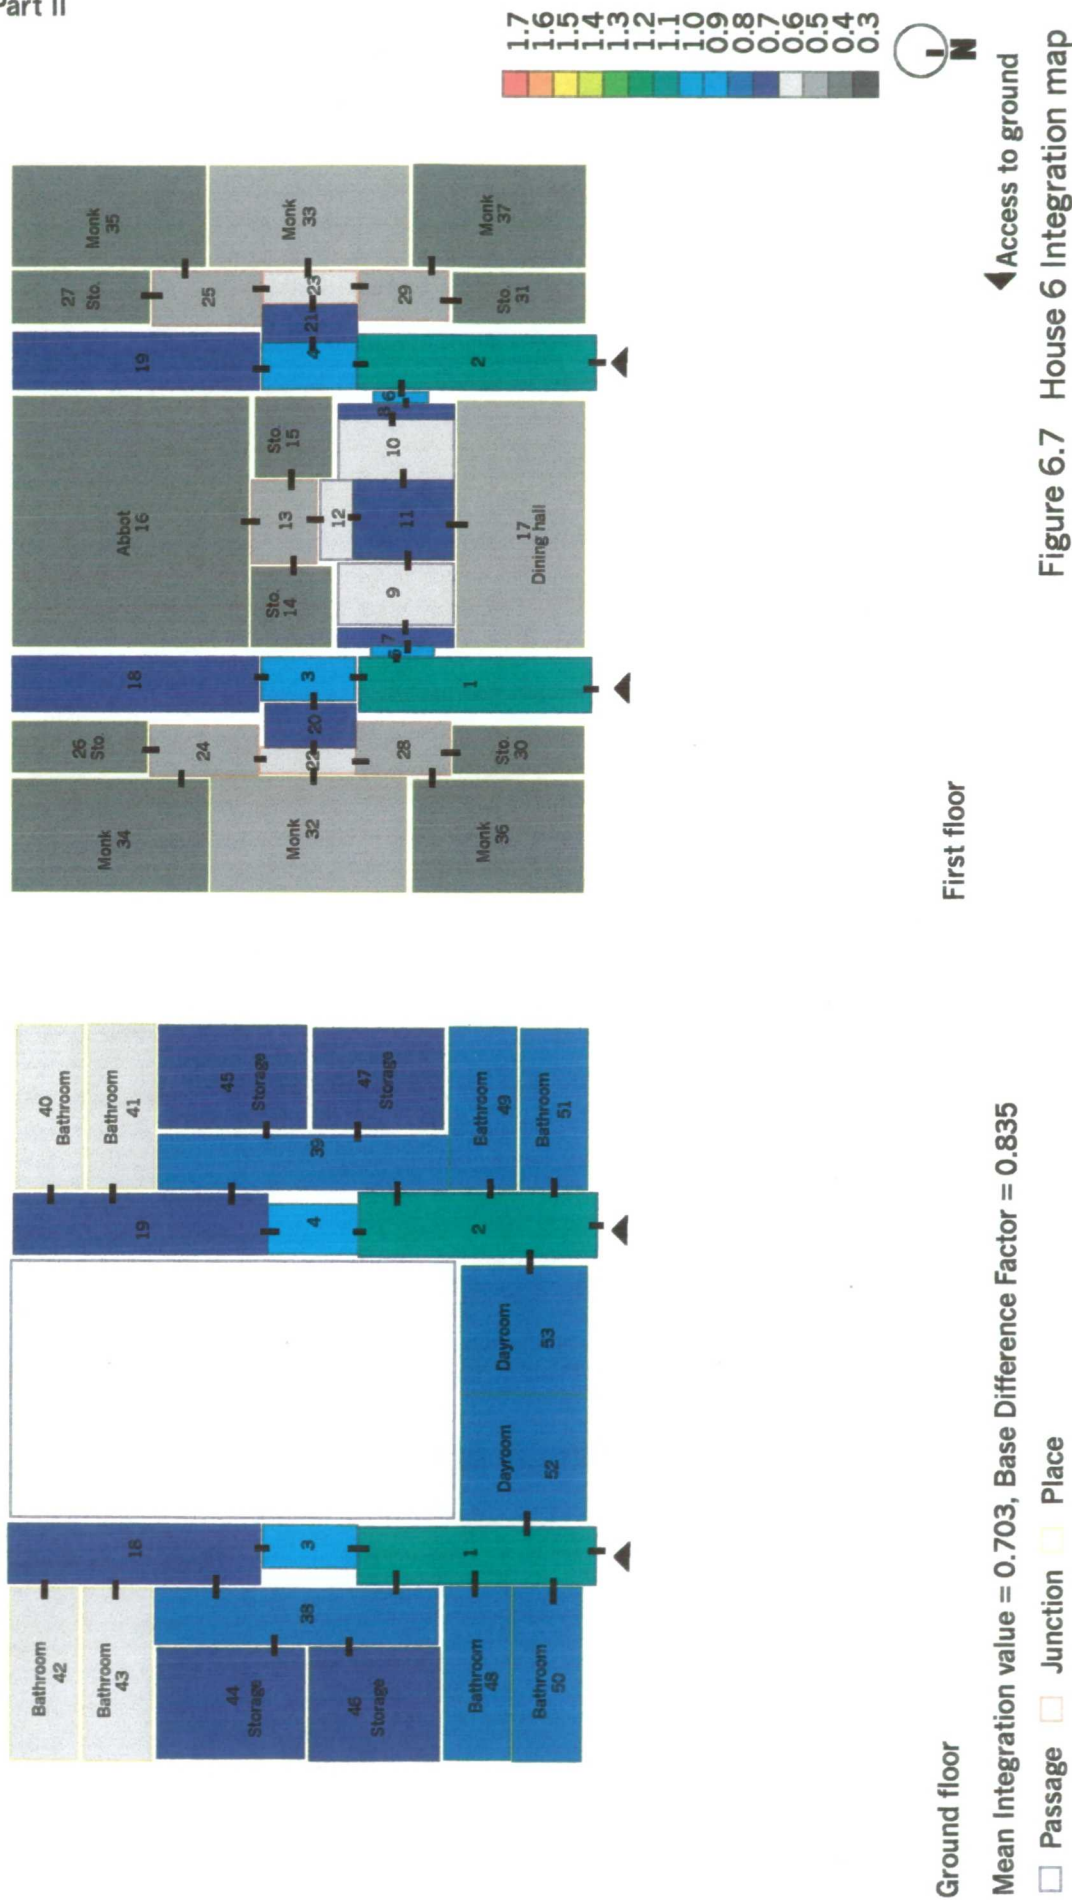 Part II
Bathroom
42
Bathroom
43
18
44
Storage
38
46
Storage
3
Bathroom
48
Bathroom
50
1
Dayroom
52
Dayroom
53
40
Bathroom
Bathroom
41
19
45
Storage
39
47
Storage
4
Bathroom
49
Bathroom
51
2
Ground floor
Monk
34
26
Sto.
24
18
Monk
32
22
20
3
28
Monk
36
Sto.
30
1
Abbot
16
Sto.
14
13
Sto.
15
12
5
7
9
11
10
8
6
17
Dining hall
19
27
Sto.
25
Monk
35
4
21
23
Monk
33
29
2
Sto.
31
Monk
37
First floor
1.7
1.6
1.5
1.4
1.3
1.2
1.1
1.0
0.9
0.8
0.7
0.6
0.5
0.4
0.3
N
Access to ground
Mean Integration value = 0.703, Base Difference Factor = 0.835
Passage Junction Place
Figure 6.7 House 6 Integration map